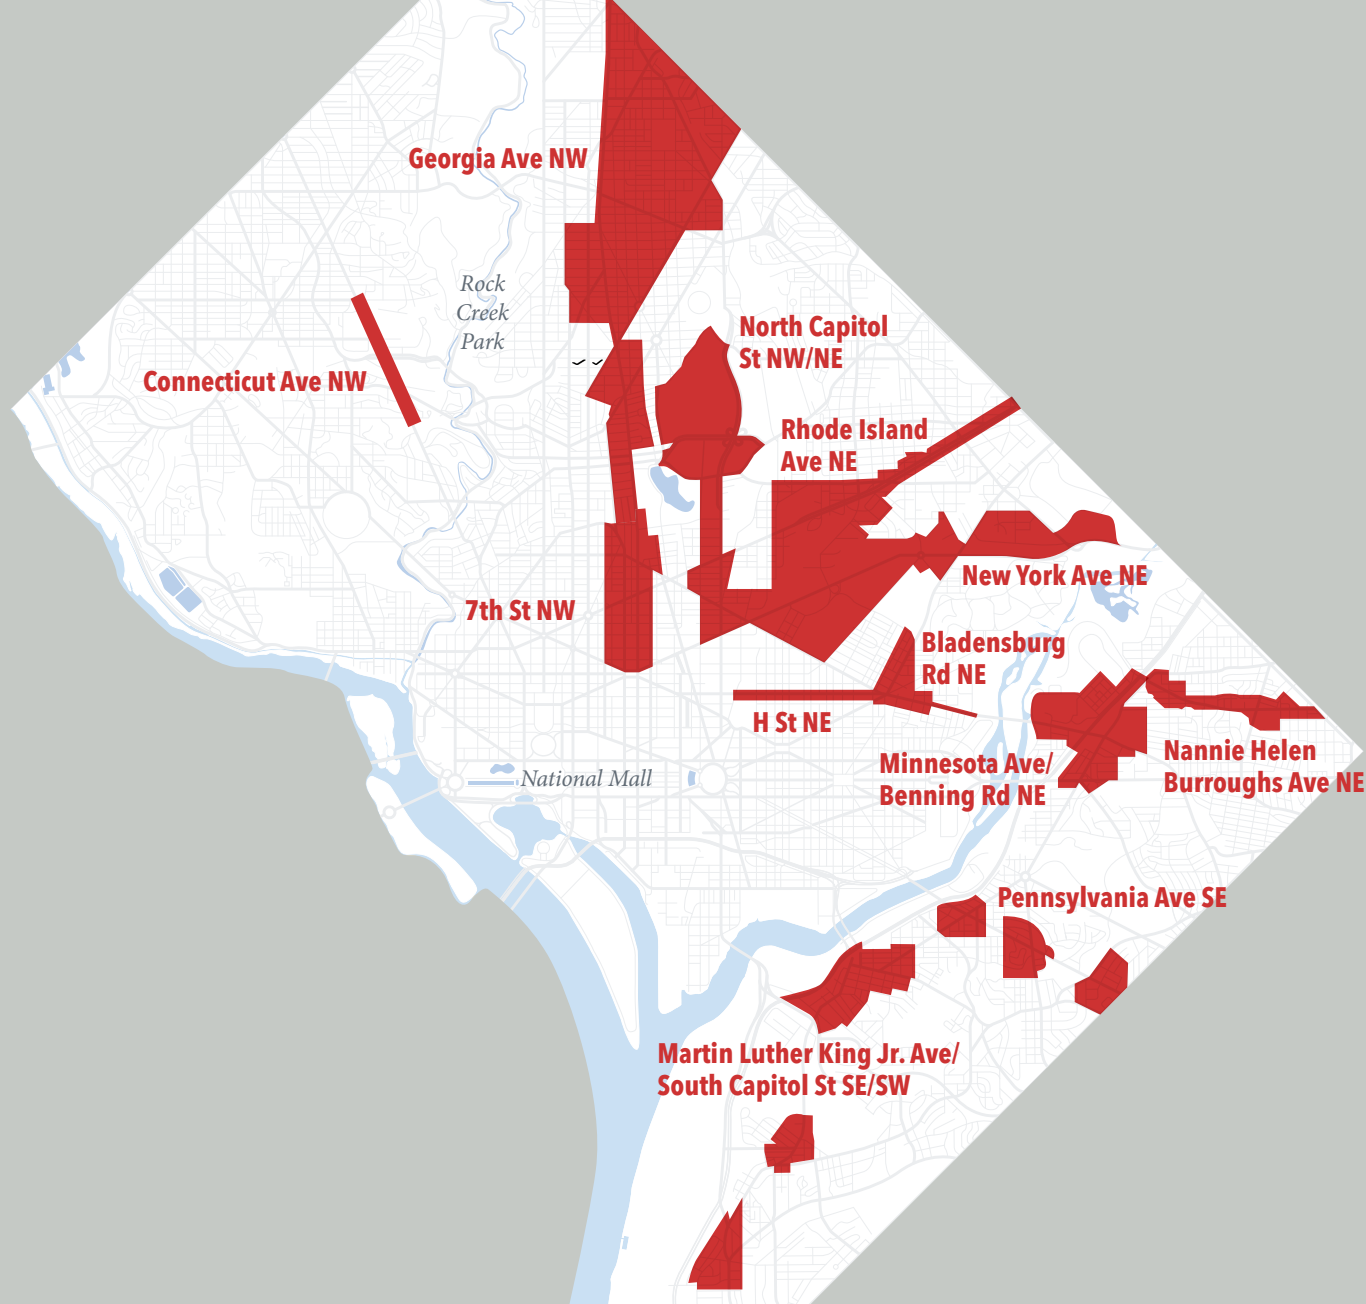 Georgia Ave NW
Rock
Creek
Park
North Capitol
St NW/NE
Connecticut Ave NW
Rhode Island
Ave NE
New York Ave NE
7th St NW
Bladensburg
Rd NE
H St NE
Nannie Helen
Burroughs Ave NE
Minnesota Ave/
Benning Rd NE
National Mall
Pennsylvania Ave SE
Martin Luther King Jr. Ave/
South Capitol St SE/SW